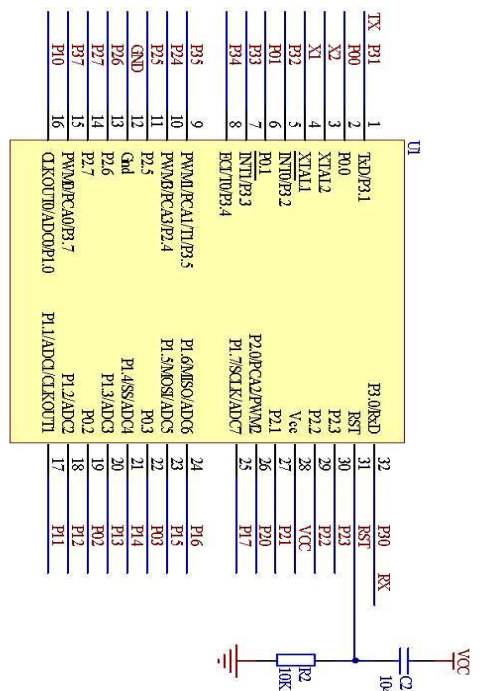 VCC
C2
R2
10K
U1
TX P31 1 TxD/P3.1 P3.0/RxD 32 P30 RX
P00 2 P0.0 RST 31 RST
X2 3 XTAL2 P2.3 30 P23
X1 4 XTAL1 P2.2 29 P22
P32 5 INT0/P3.2 Vcc 28 VCC
P01 6 P0.1 P2.1 27 P21
P33 7 INT1/P3.3 P2.0/PCA2/PWM2 26 P20
P34 8 ECI/T0/P3.4 P1.7/SCLK/ADC7 25 P17
P35 9 PWM1/PCA1/T1/P3.5 P1.6/MISO/ADC6 24 P16
P24 10 PWM3/PCA3/P2.4 P1.5/MOSI/ADC5 23 P15
P25 11 P2.5 P0.3 22 P03
GND 12 Gnd P1.4/SS/ADC4 21 P14
P26 13 P2.6 P1.3/ADC3 20 P13
P27 14 P2.7 P0.2 19 P02
P37 15 PWM0/PCA0/P3.7 P1.2/ADC2 18 P12
P10 16 CLKOUT0/ADC0/P1.0 P1.1/ADC1/CLKOUT1 17 P11